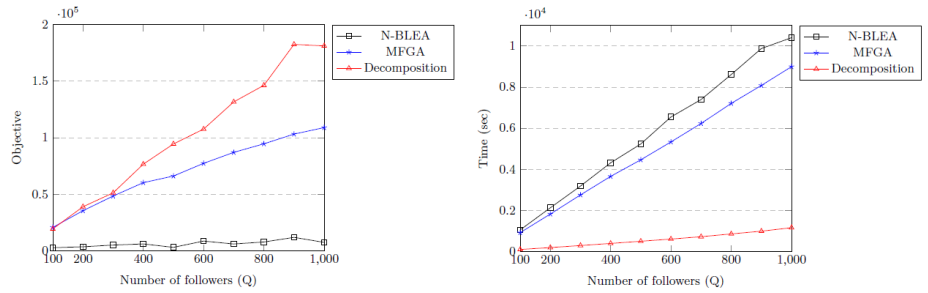 ·10^5
2
1.5
1
0.5
0
Objective
100 200 400 600 800 1,000
Number of followers (Q)
N-BLEA
MFGA
Decomposition
·10^4
1
0.8
0.6
0.4
0.2
0
Time (sec)
100 200 400 600 800 1,000
Number of followers (Q)
N-BLEA
MFGA
Decomposition